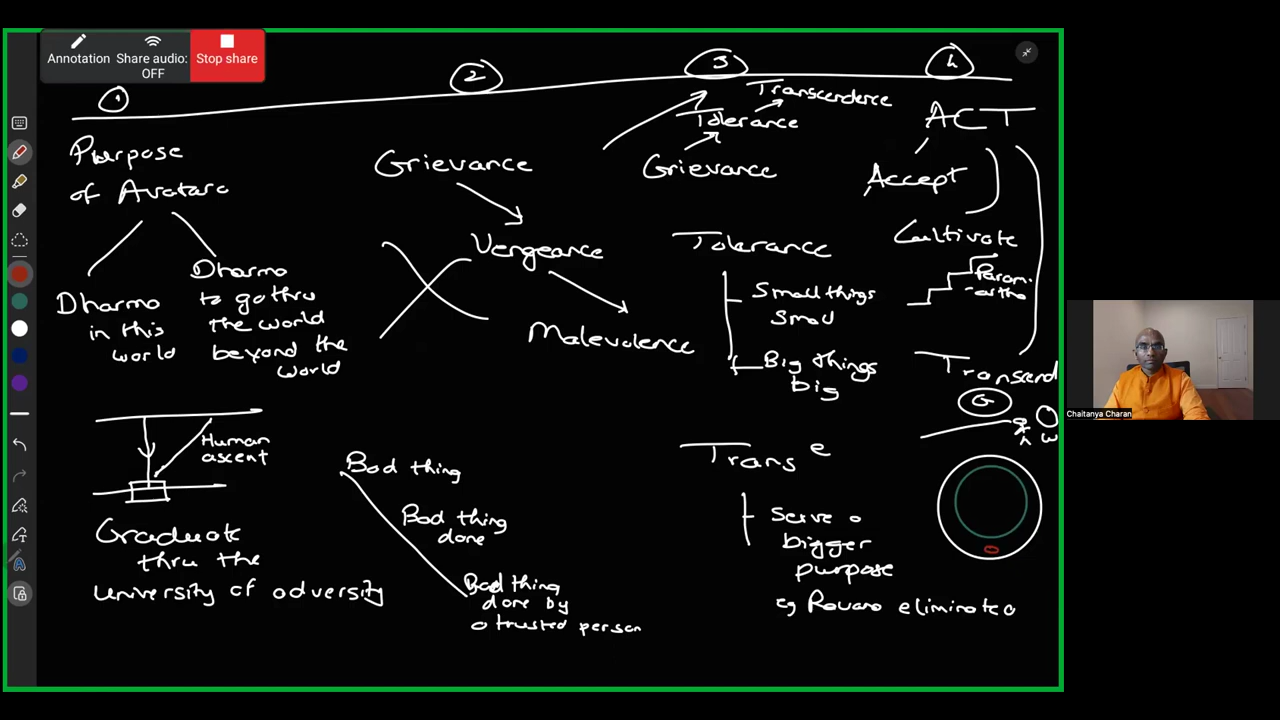 Annotation
Share audio:
OFF
Stop share
1
2
3
4
Purpose
of Avatara
Dharma
in this
world
Dharma
to go thru
the world
beyond the
world
Human
ascent
Graduate
thru the
university of adversity
Grievance
Vengeance
Malevolence
Bad thing
Bad thing
done
Bad thing
done by
a trusted person
Transcendence
Tolerance
Grievance
Tolerance
Small things
small
Big things
big
Trans e
Serve a
bigger
purpose
eg Ravana eliminated
ACT
Accept
Cultivate
Param-
-artha
Transcend
G
w
Chaitanya Charan